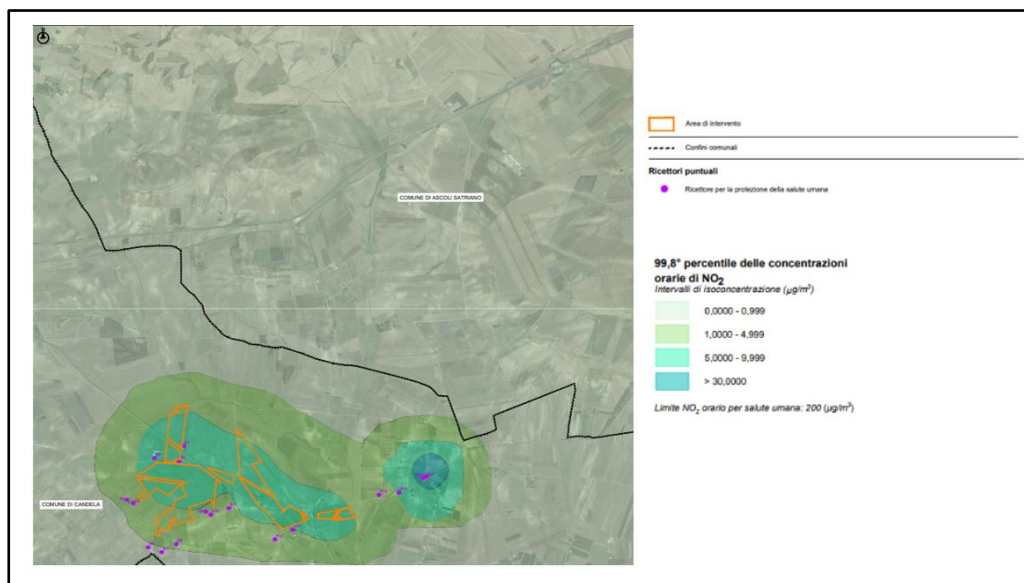 COMUNE DI ASCOLI SATRIANO
COMUNE DI CANDELA
Area di intervento
Confini comunali
Ricettori puntuali
Ricettore per la protezione della salute umana
99,8° percentile delle concentrazioni
orarie di NO2
Intervalli di isoconcentrazione (µg/m³)
0,0000 - 0,999
1,0000 - 4,999
5,0000 - 9,999
> 30,0000
Limite NO2 orario per salute umana: 200 (µg/m³)